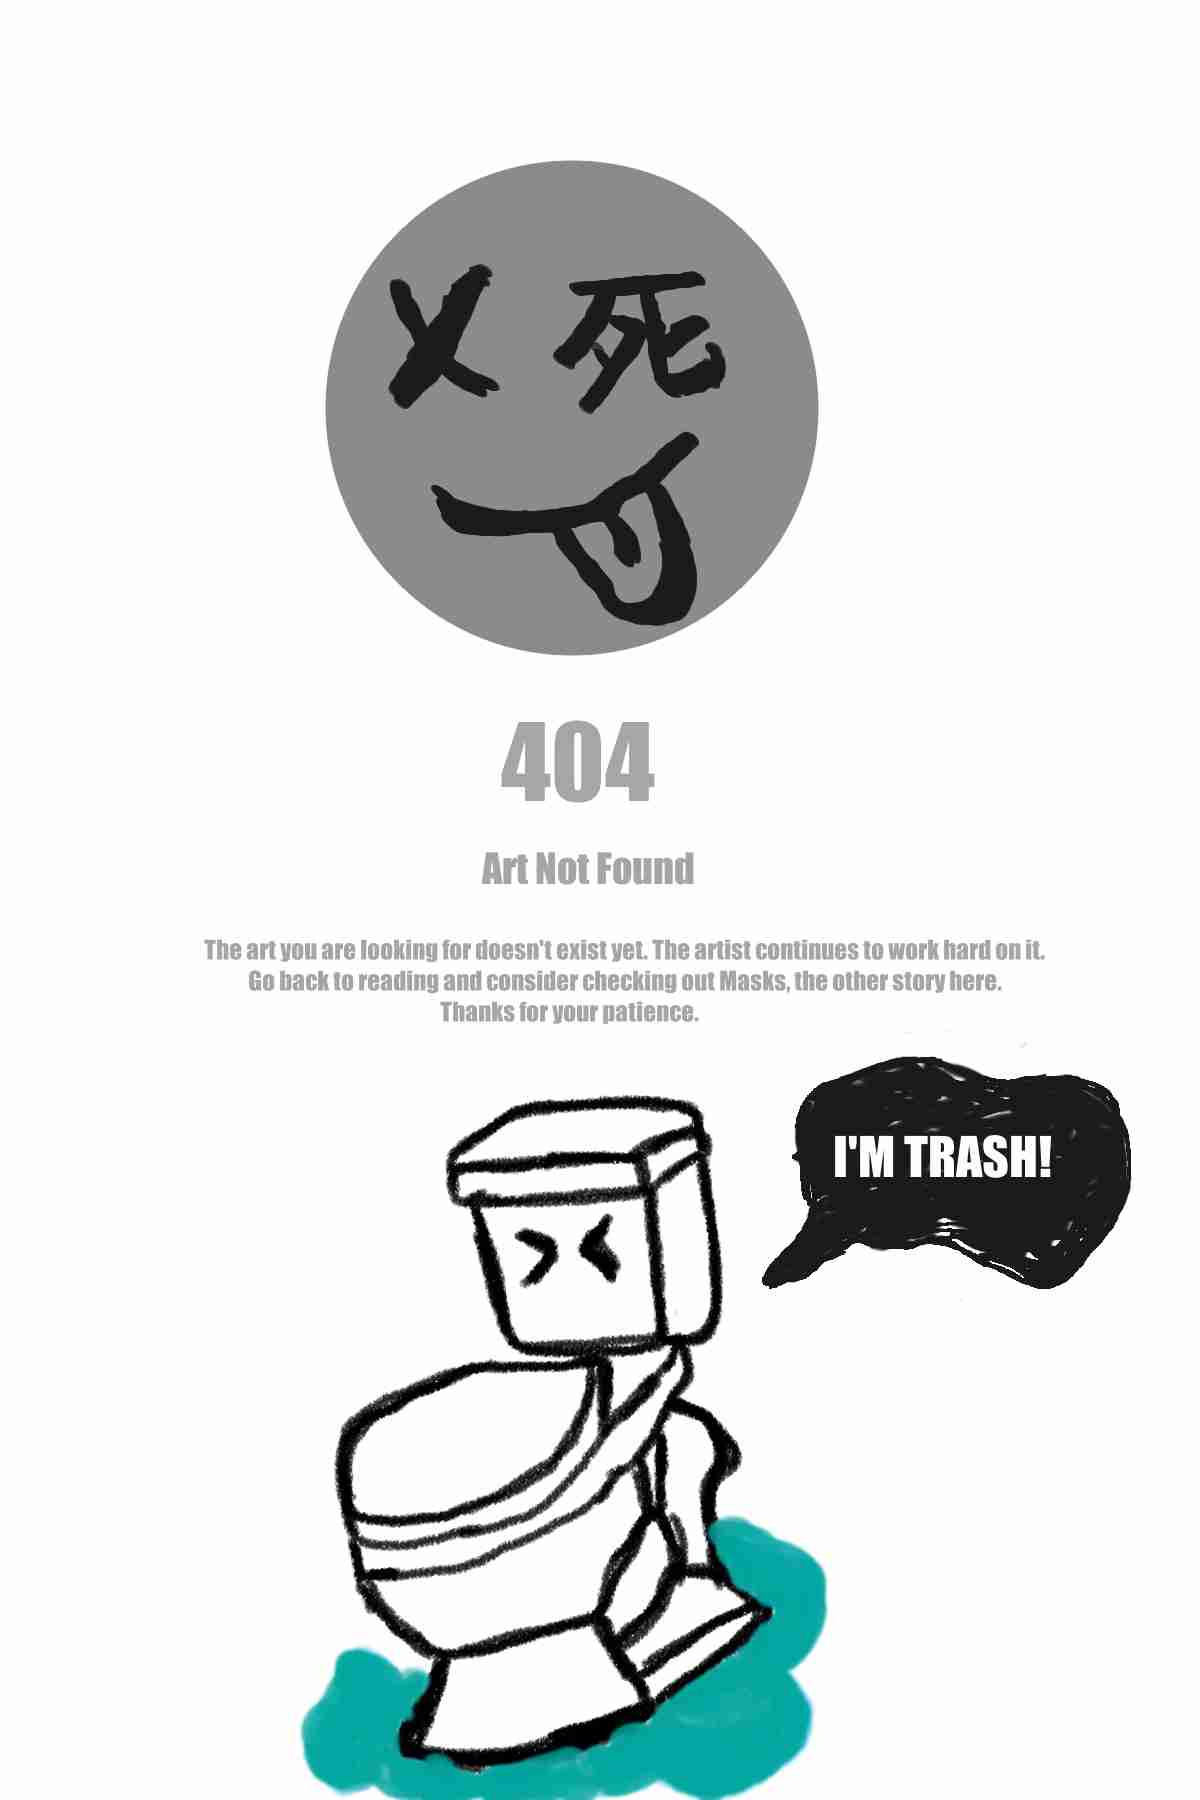 X 死
404
Art Not Found
The art you are looking for doesn't exist yet. The artist continues to work hard on it.
Go back to reading and consider checking out Masks, the other story here.
Thanks for your patience.
I'M TRASH!